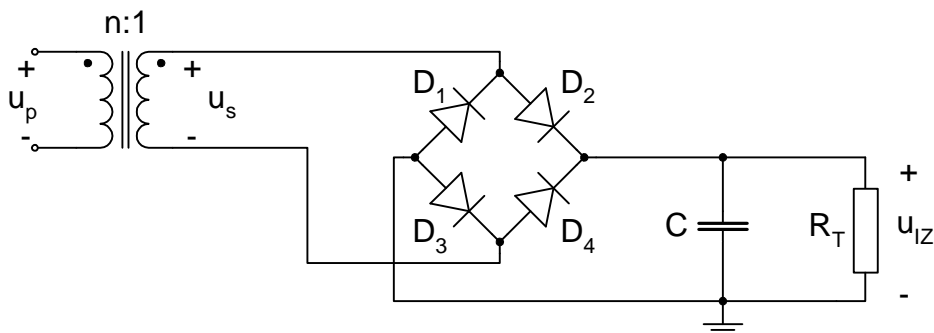 n:1
+
u_p
-
+
u_s
-
D_1
D_2
D_3
D_4
C
R_T
+
u_IZ
-